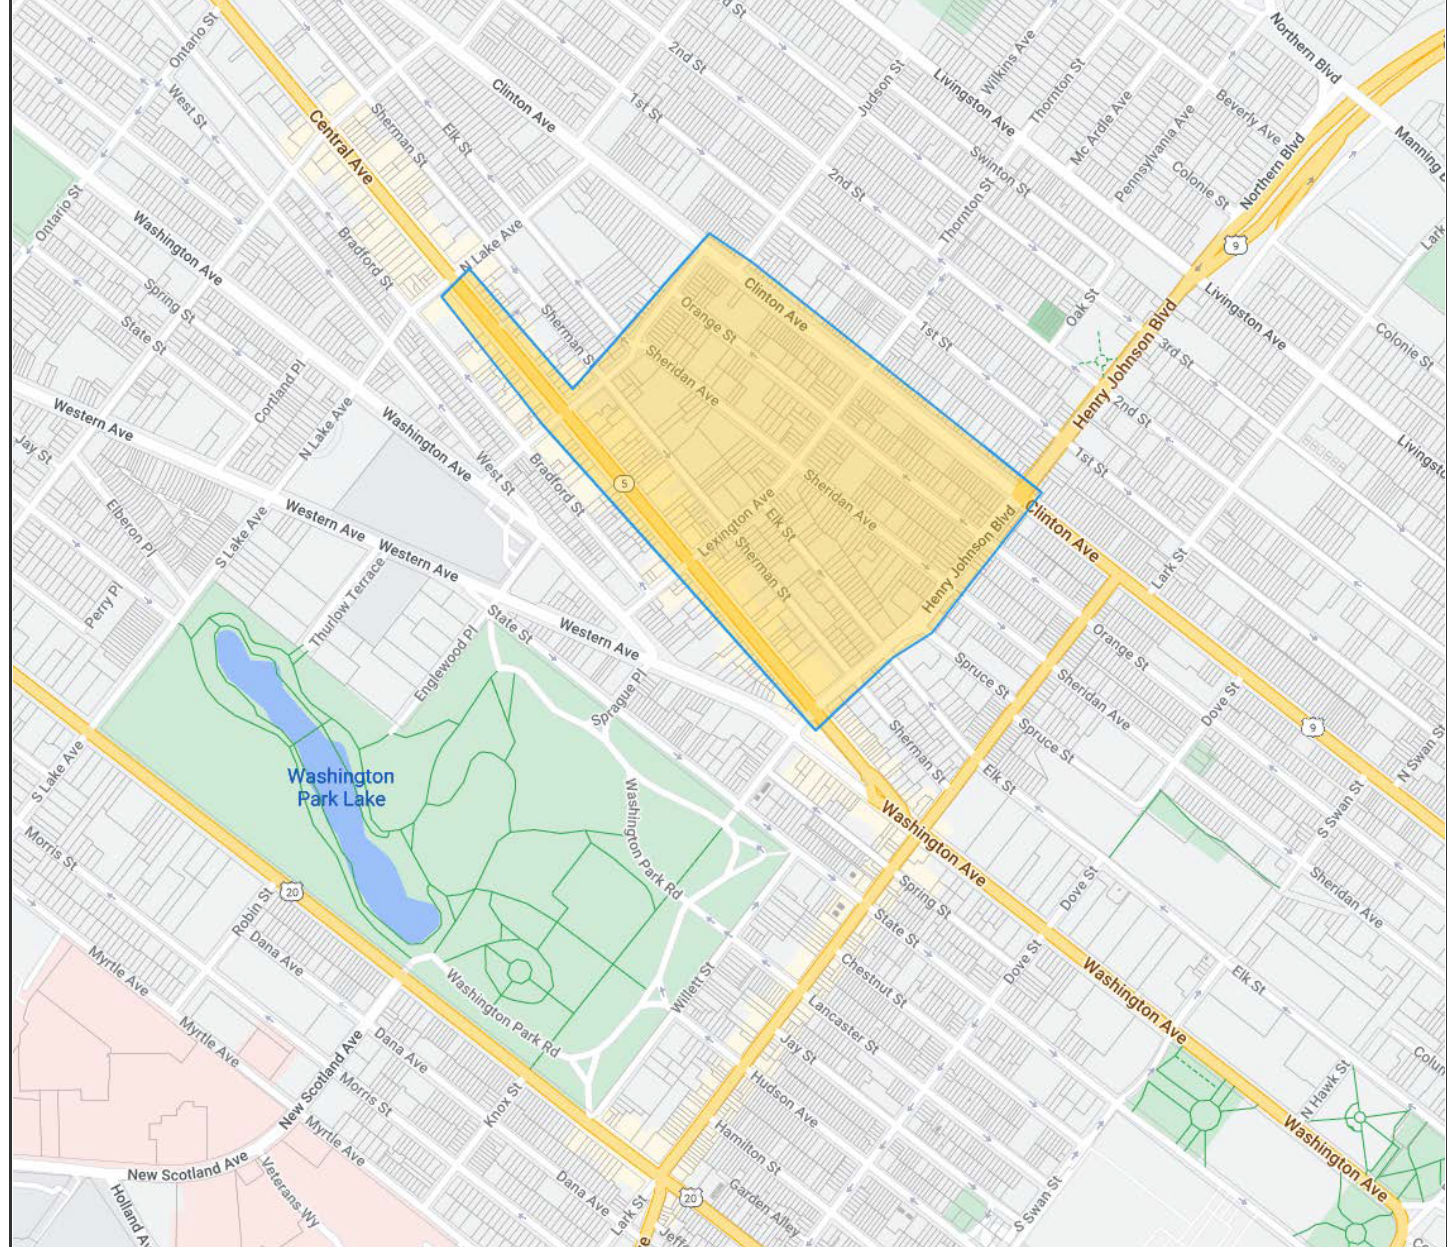 Ontario St
Northern Blvd
2nd St
Judson St
Wilkins Ave
Livingston Ave
Thornton St
Clinton Ave
1st St
Mc Ardle Ave
Beverly Ave
West St
Central Ave
Sherman St
Elk St
Pennsylvania Ave
Northern Blvd
Manning
Swinton St
Colonie St
2nd St
Thornton St
Ontario St
Washington Ave
Bradford St
N Lake Ave
9
Lark
Spring St
State St
Sherman S
Orange St
Clinton Ave
1st St
Oak St
Henry Johnson Blvd
3rd St
Livingston Ave
Colonie St
Sheridan Ave
Cortland Pl
Western Ave
N Lake Ave
Washington Ave
2nd St
1st St
Livingst
Jay St
West St
Bradford St
5
Sheridan Ave
Lexington Ave
Elk St
Sherman St
Henry Johnson Blvd
Clinton Ave
Elberon Pl
S Lake Ave
Western Ave
Western Ave
Lark St
Perry Pl
Thurlow Terrace
Englewood Pl
State St
Western Ave
Sprague Pl
Orange St
Spruce St
Sheridan Ave
Dove St
Spruce St
Sherman St
Elk St
9
N Swan St
S Lake Ave
Washington
Park Lake
Washington Park Rd
Washington Ave
S Swan St
Sheridan Ave
Morris St
20
Robin St
Dana Ave
Spring St
State St
Dove St
Dove St
Chestnut St
Washington Ave
Elk St
Myrtle Ave
Washington Park Rd
Willett St
Lancaster St
Jay St
Myrtle Ave
Dana Ave
New Scotland Ave
Morris St
Knox St
Hudson Ave
Colum
N Hawk St
Myrtle Ave
Hamilton St
Washington Ave
New Scotland Ave
Veterans Wy
Holland Av
Dana Ave
Lark St
20
Garden Alley
S Swan St
Jeff